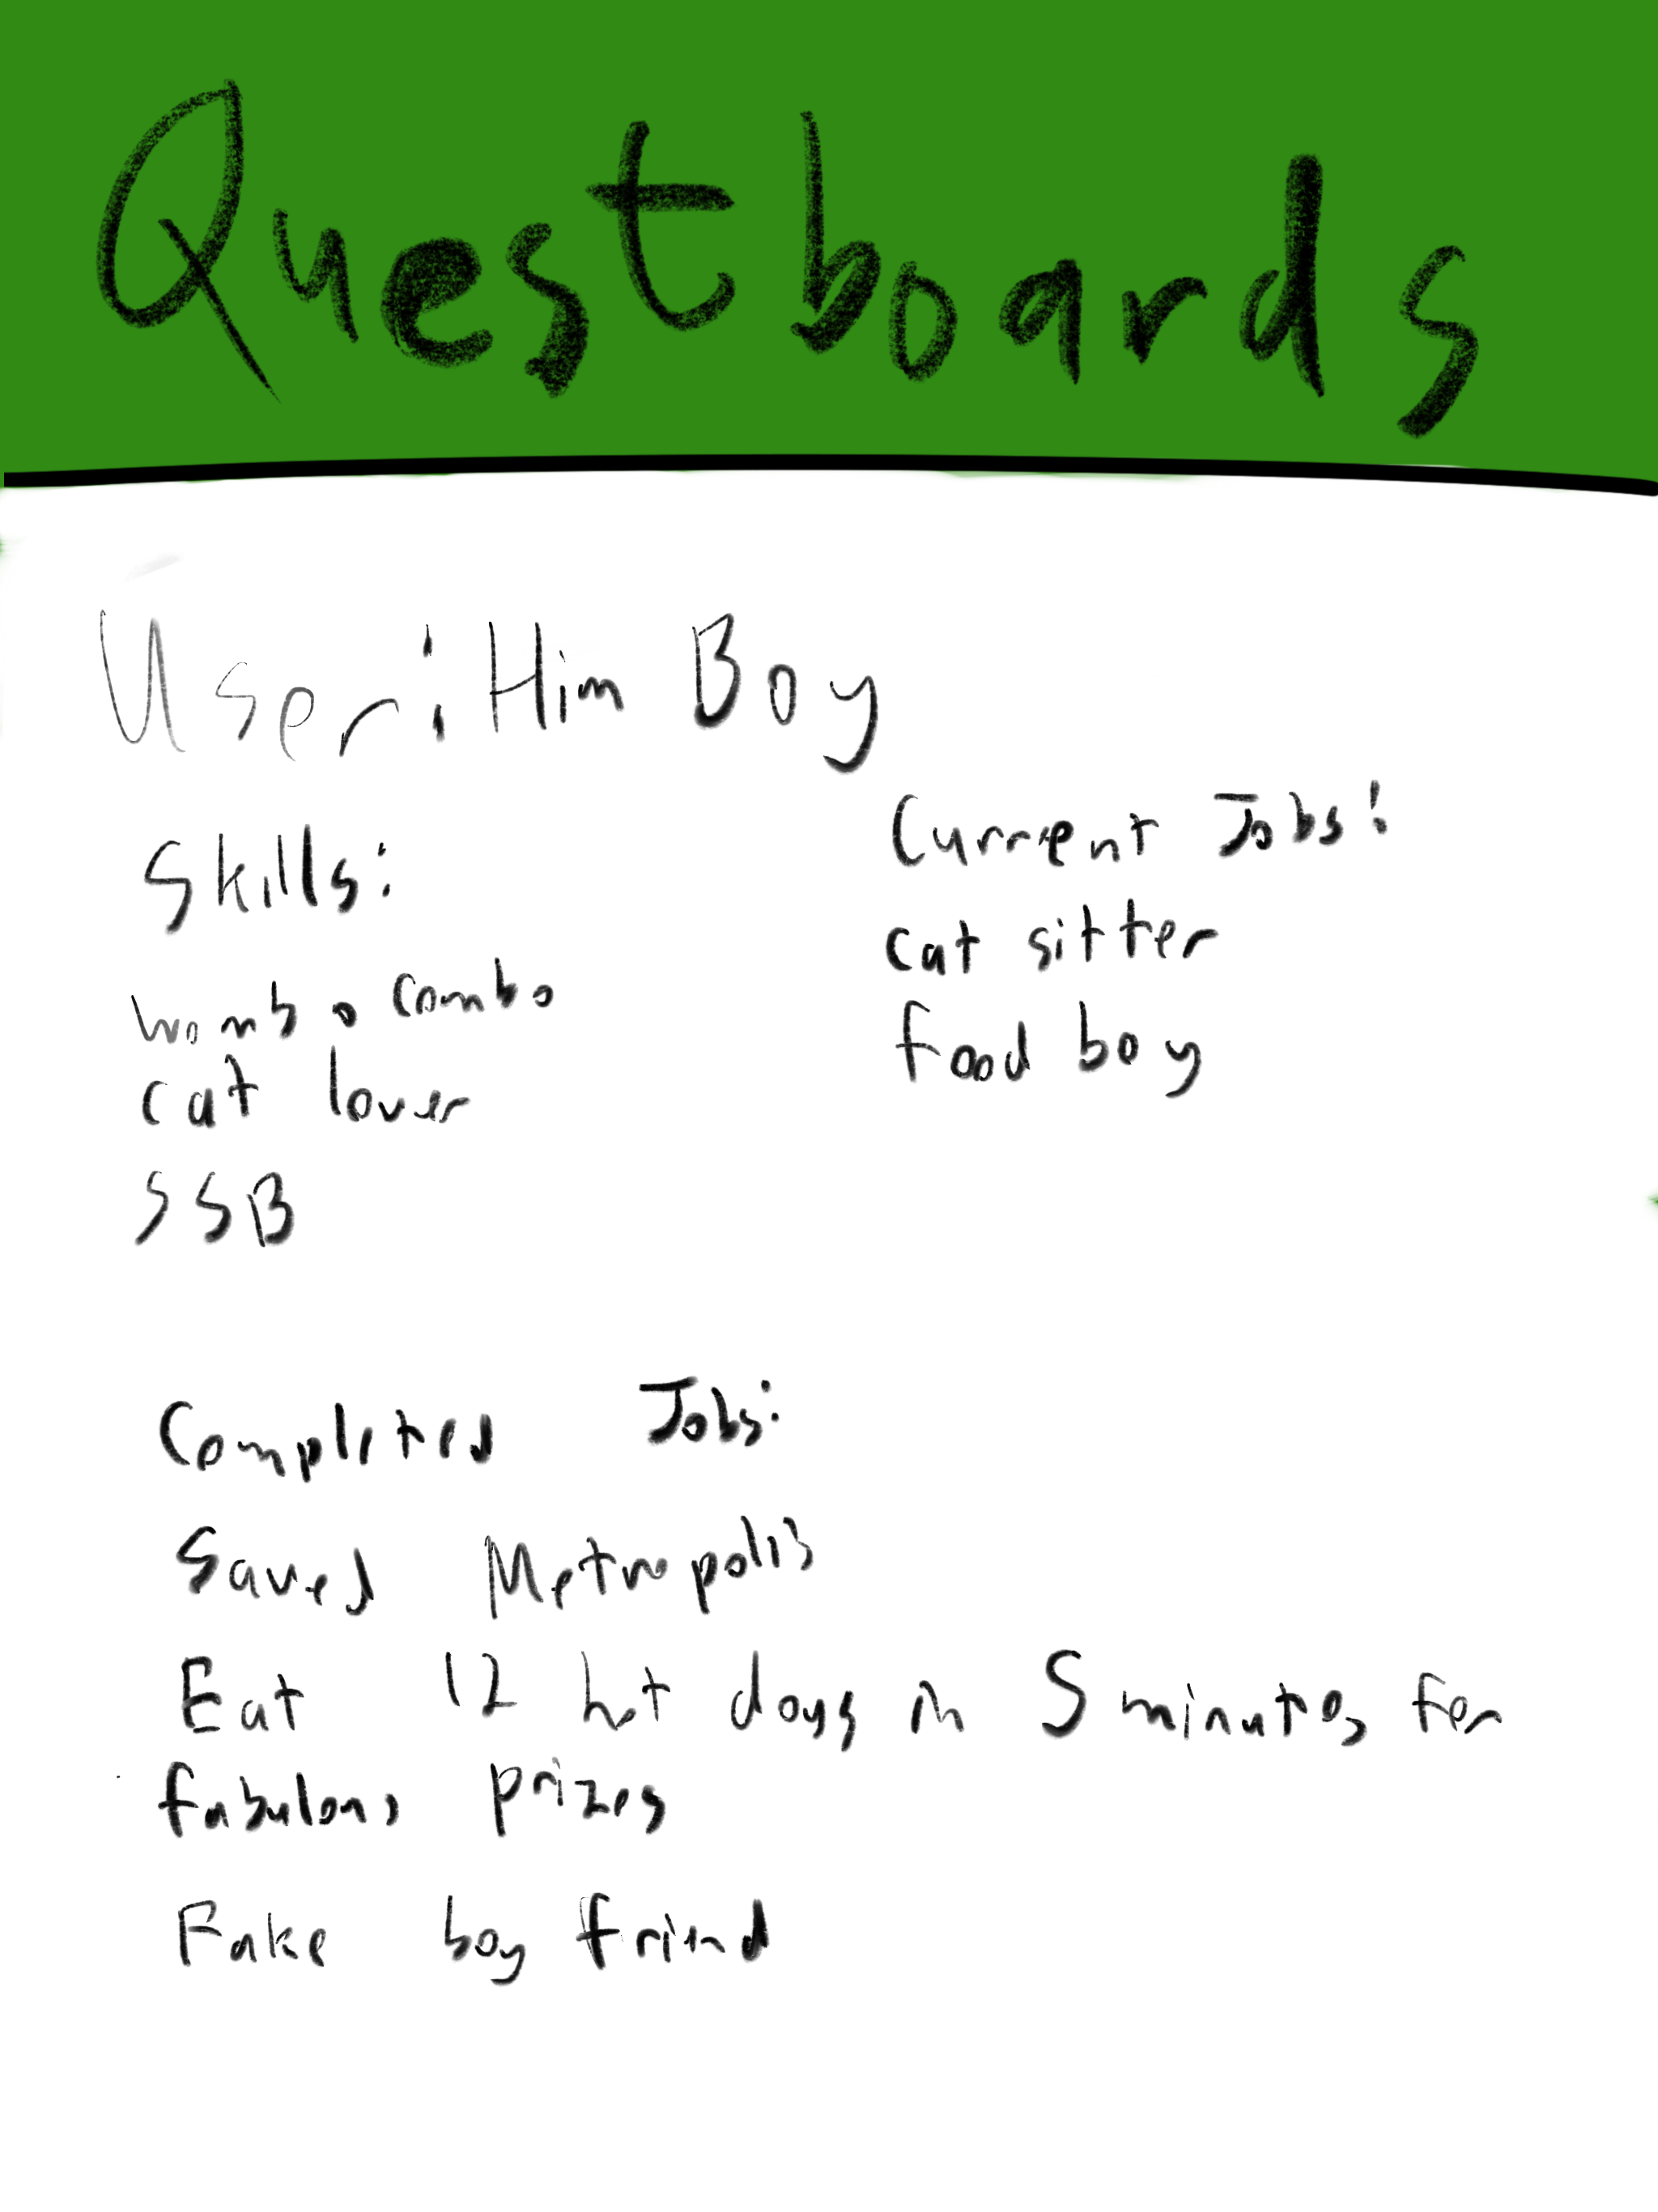 Questboards
User: Him Boy
Skills:
wombo combo
cat lover
SSB
Current Jobs:
cat sitter
food boy
Completed Jobs:
Saved Metropolis
Eat 12 hot dogs in 5 minutes for
fabulous prizes
Fake boy friend